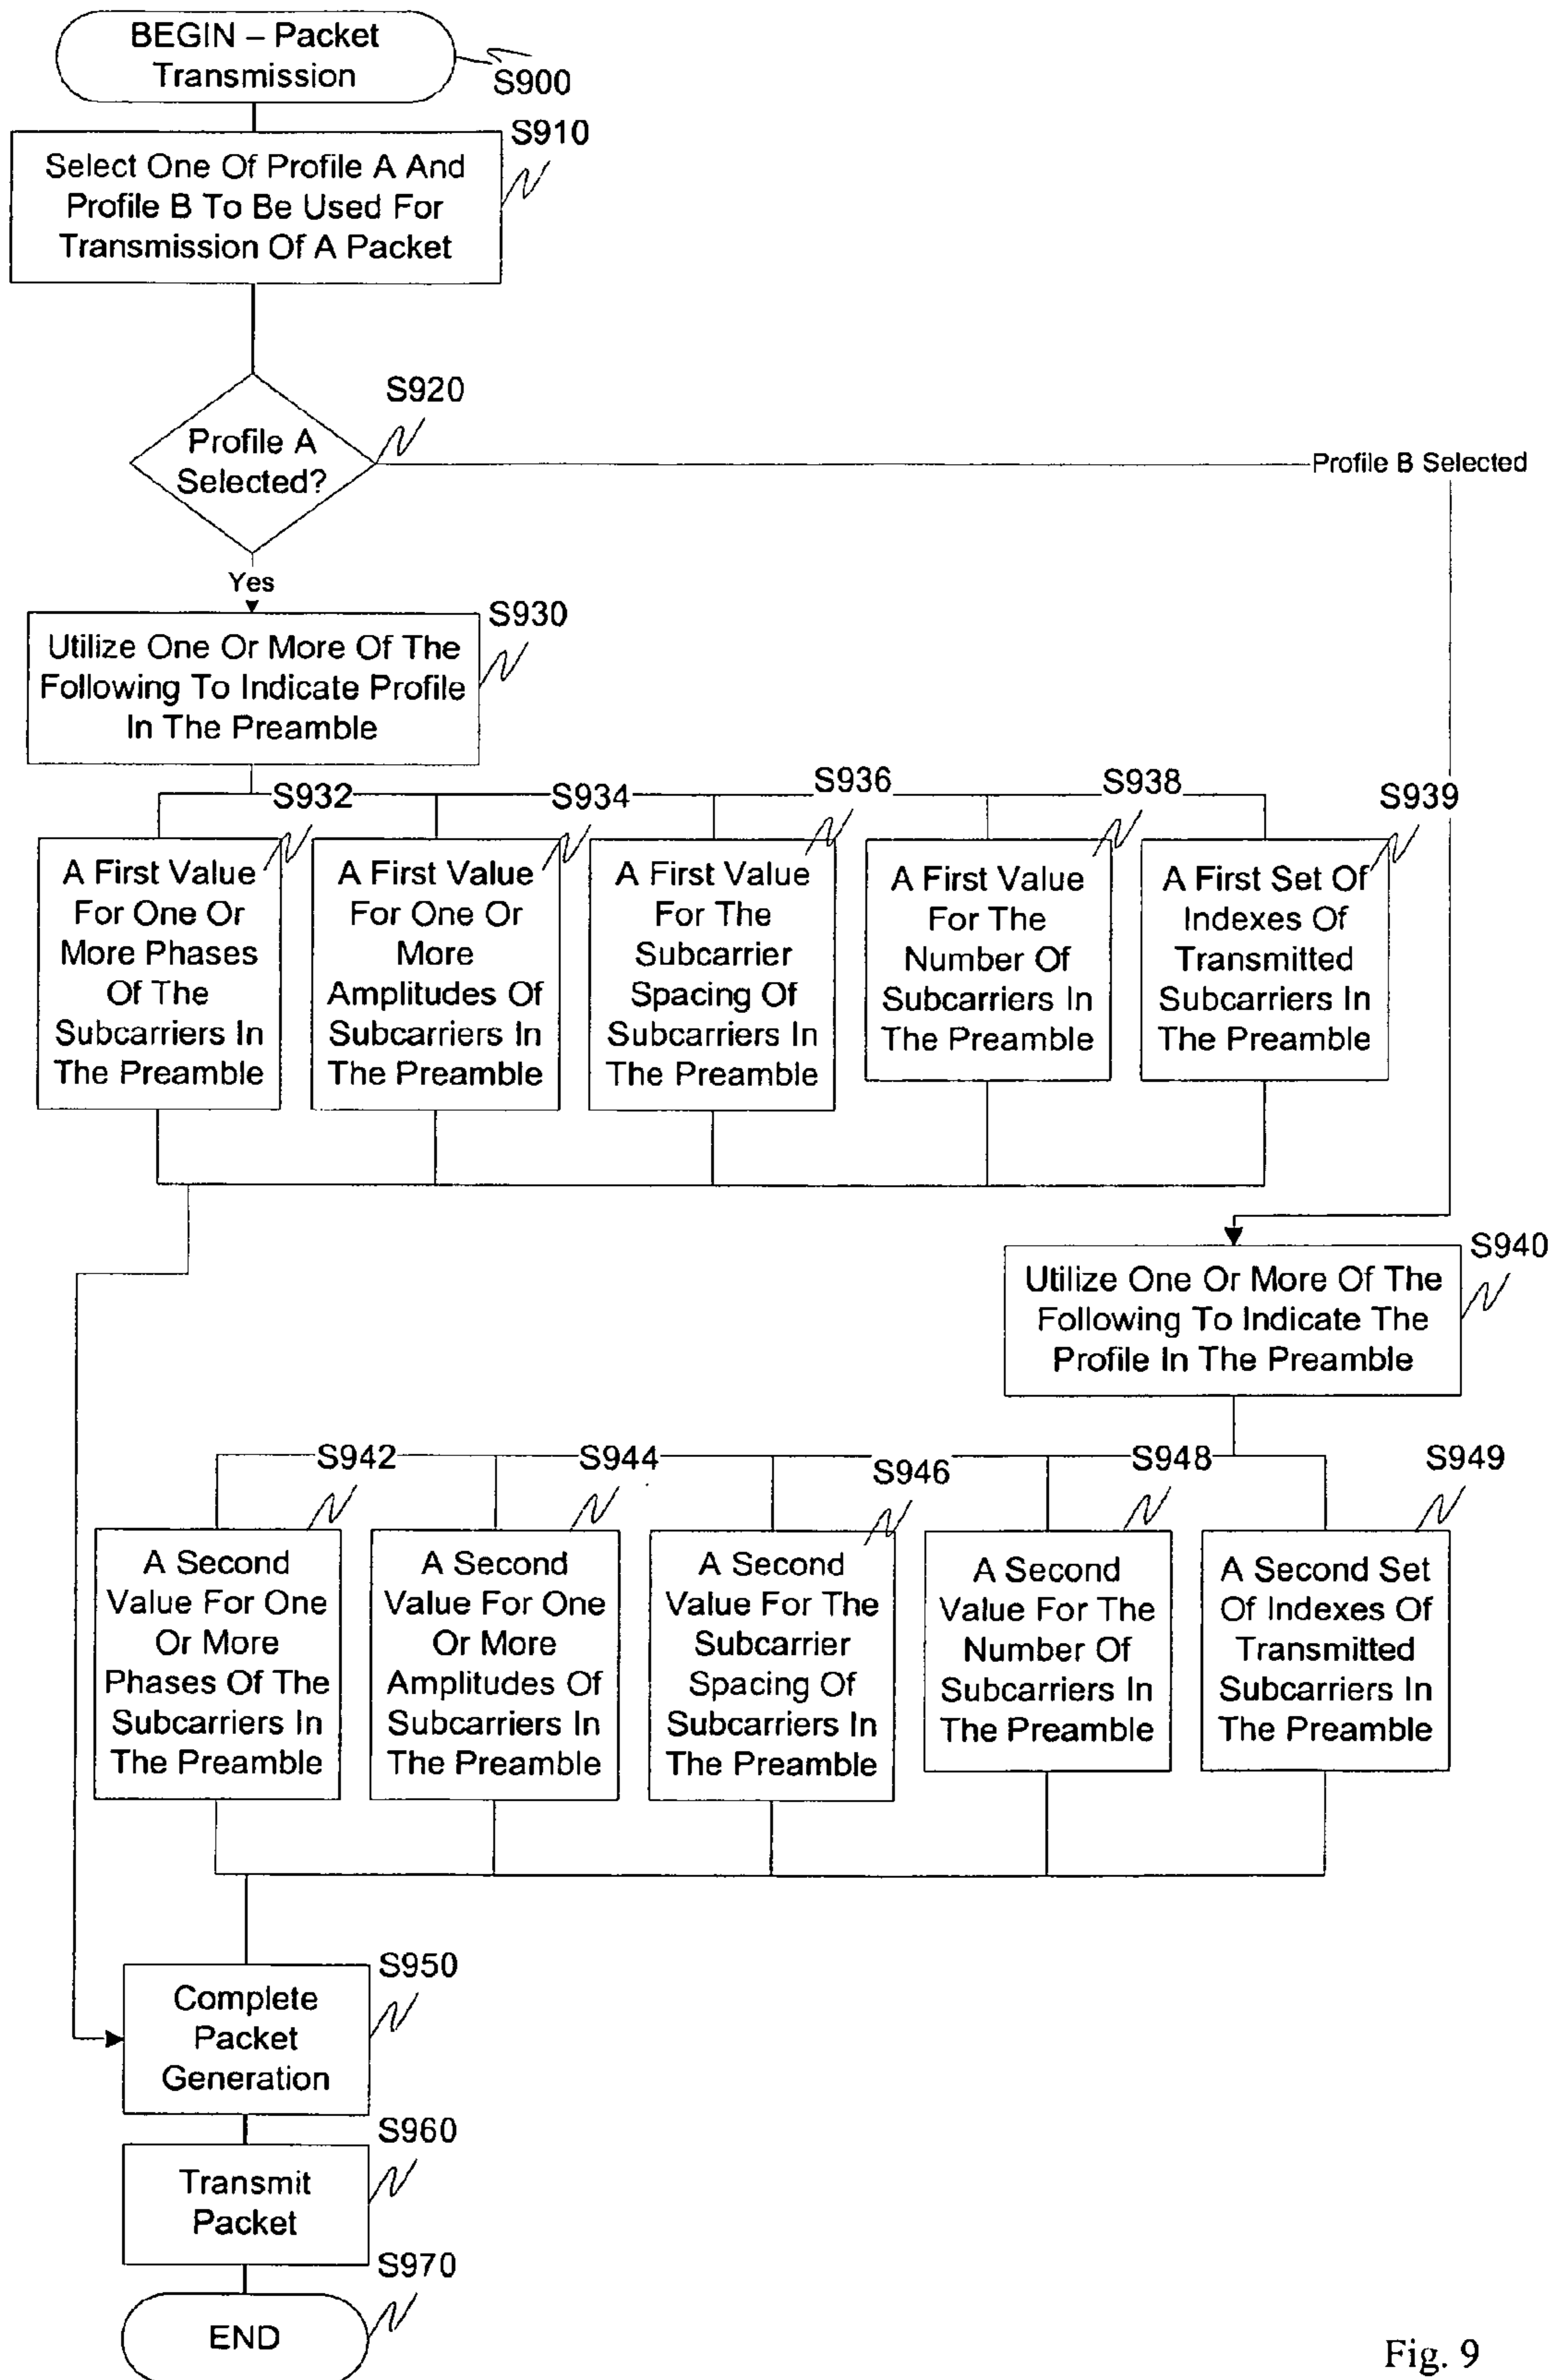 BEGIN – Packet
Transmission
S900
S910
Select One Of Profile A And
Profile B To Be Used For
Transmission Of A Packet
S920
Profile A
Selected?
Profile B Selected
Yes
S930
Utilize One Or More Of The
Following To Indicate Profile
In The Preamble
S932
A First Value
For One Or
More Phases
Of The
Subcarriers In
The Preamble
S934
A First Value
For One Or
More
Amplitudes Of
Subcarriers In
The Preamble
S936
A First Value
For The
Subcarrier
Spacing Of
Subcarriers In
The Preamble
S938
A First Value
For The
Number Of
Subcarriers In
The Preamble
S939
A First Set Of
Indexes Of
Transmitted
Subcarriers In
The Preamble
S940
Utilize One Or More Of The
Following To Indicate The
Profile In The Preamble
S942
A Second
Value For One
Or More
Phases Of The
Subcarriers In
The Preamble
S944
A Second
Value For One
Or More
Amplitudes Of
Subcarriers In
The Preamble
S946
A Second
Value For The
Subcarrier
Spacing Of
Subcarriers In
The Preamble
S948
A Second
Value For The
Number Of
Subcarriers In
The Preamble
S949
A Second Set
Of Indexes Of
Transmitted
Subcarriers In
The Preamble
S950
Complete
Packet
Generation
S960
Transmit
Packet
S970
END
Fig. 9